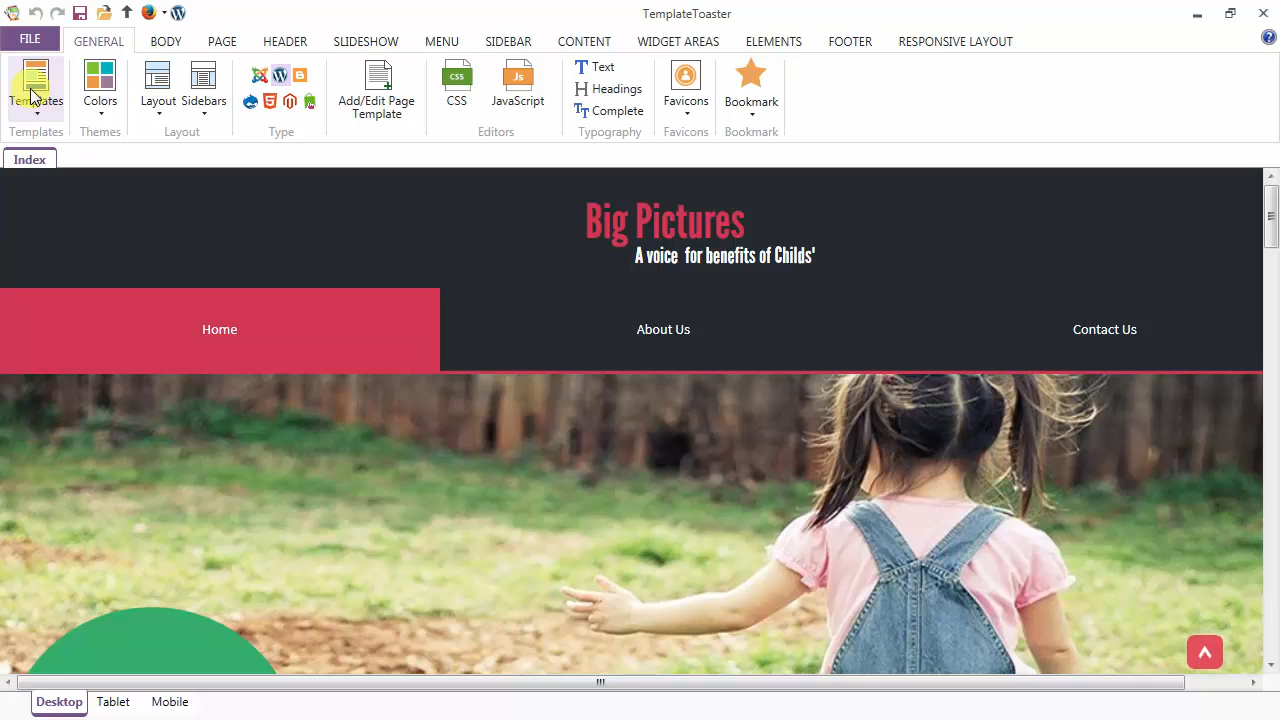 TemplateToaster
FILE
GENERAL
BODY
PAGE
HEADER
SLIDESHOW
MENU
SIDEBAR
CONTENT
WIDGET AREAS
ELEMENTS
FOOTER
RESPONSIVE LAYOUT
Templates
Colors
Layout
Sidebars
Add/Edit Page
Template
css
CSS
Js
JavaScript
Text
Headings
Complete
Favicons
Bookmark
Templates
Themes
Layout
Type
Editors
Typography
Favicons
Bookmark
Index
Big Pictures
A voice for benefits of Childs'
Home
About Us
Contact Us
Desktop
Tablet
Mobile